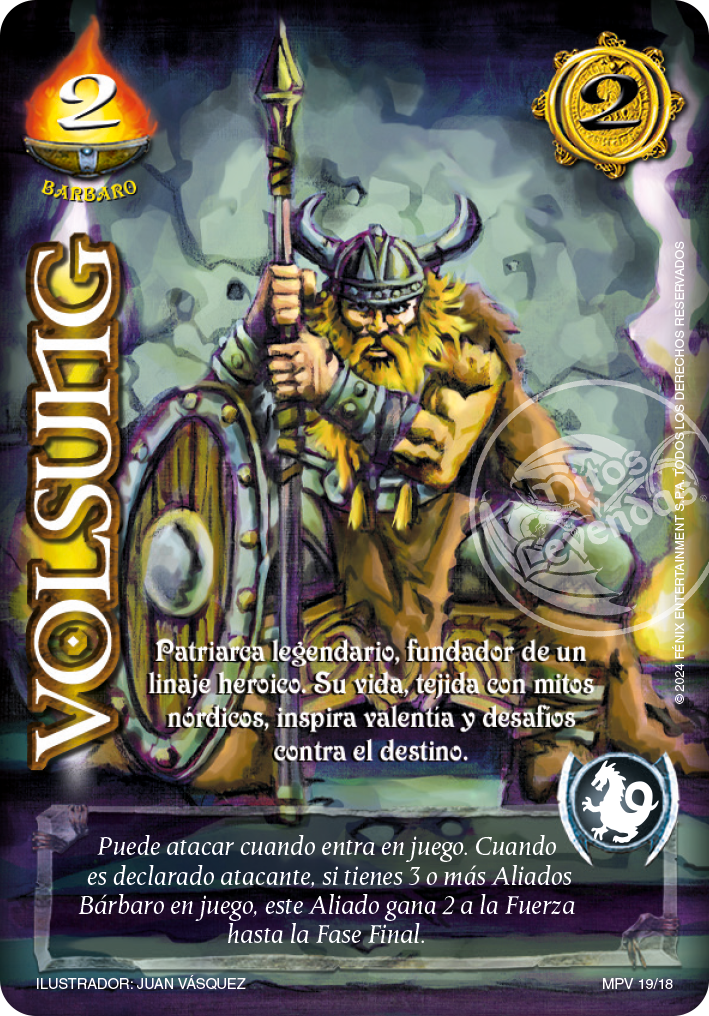 2
2
BÁRBARO
VOLSUNG
© 2024 FÉNIX ENTERTAINMENT S.PA. TODOS LOS DERECHOS RESERVADOS
Mitos
y
Leyendas
Patriarca legendario, fundador de un
linaje heroico. Su vida, tejida con mitos
nórdicos, inspira valentía y desafíos
contra el destino.
Puede atacar cuando entra en juego. Cuando
es declarado atacante, si tienes 3 o más Aliados
Bárbaro en juego, este Aliado gana 2 a la Fuerza
hasta la Fase Final.
ILUSTRADOR: JUAN VÁSQUEZ
MPV 19/18